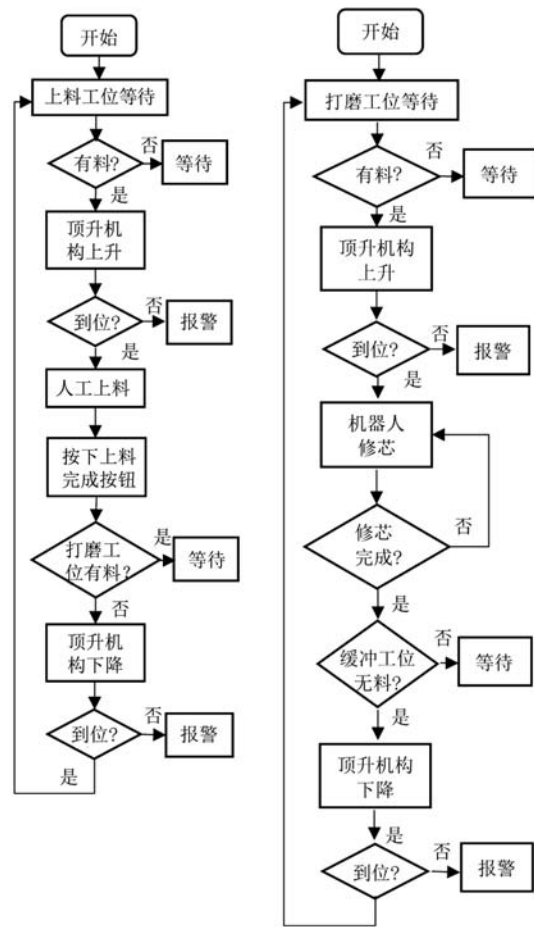 开始
上料工位等待
有料?
否
等待
是
顶升机
构上升
到位?
否
报警
是
人工上料
按下上料
完成按钮
打磨工
位有料?
是
等待
否
顶升机
构下降
到位?
否
报警
是
开始
打磨工位等待
有料?
否
等待
是
顶升机构
上升
到位?
否
报警
是
机器人
修芯
修芯
完成?
否
是
缓冲工位
无料?
否
等待
是
顶升机构
下降
是
到位?
否
报警